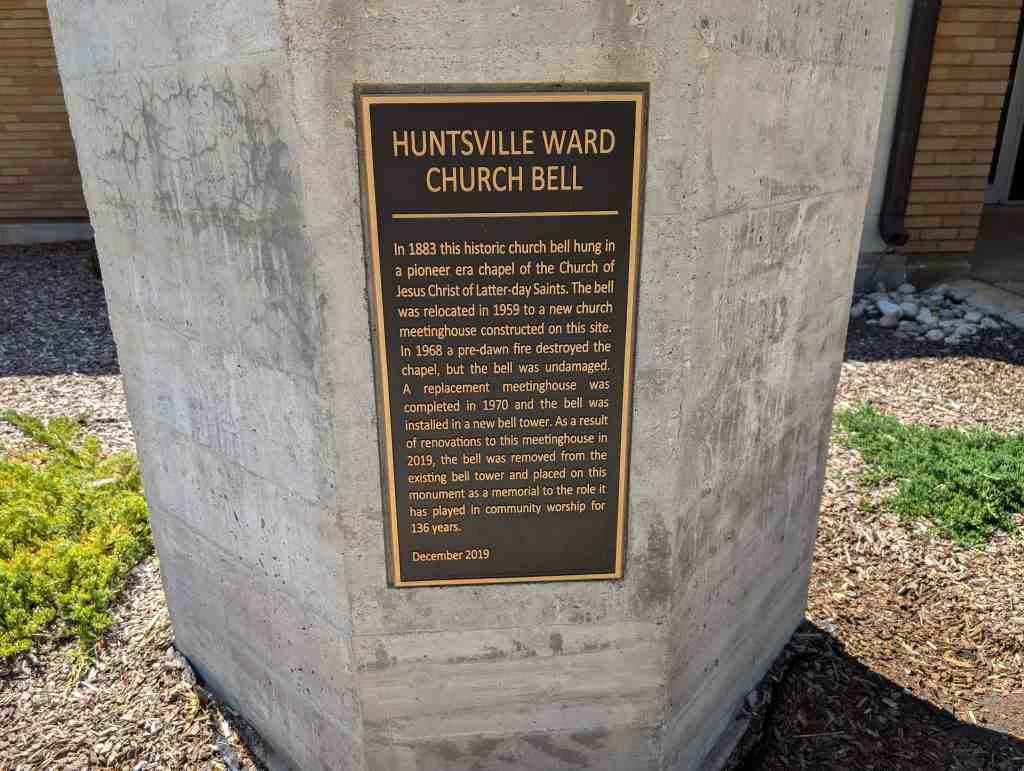 HUNTSVILLE WARD
CHURCH BELL
In 1883 this historic church bell hung in
a pioneer era chapel of the Church of
Jesus Christ of Latter-day Saints. The bell
was relocated in 1959 to a new church
meetinghouse constructed on this site.
In 1968 a pre-dawn fire destroyed the
chapel, but the bell was undamaged.
A replacement meetinghouse was
completed in 1970 and the bell was
installed in a new bell tower. As a result
of renovations to this meetinghouse in
2019, the bell was removed from the
existing bell tower and placed on this
monument as a memorial to the role it
has played in community worship for
136 years.
December 2019